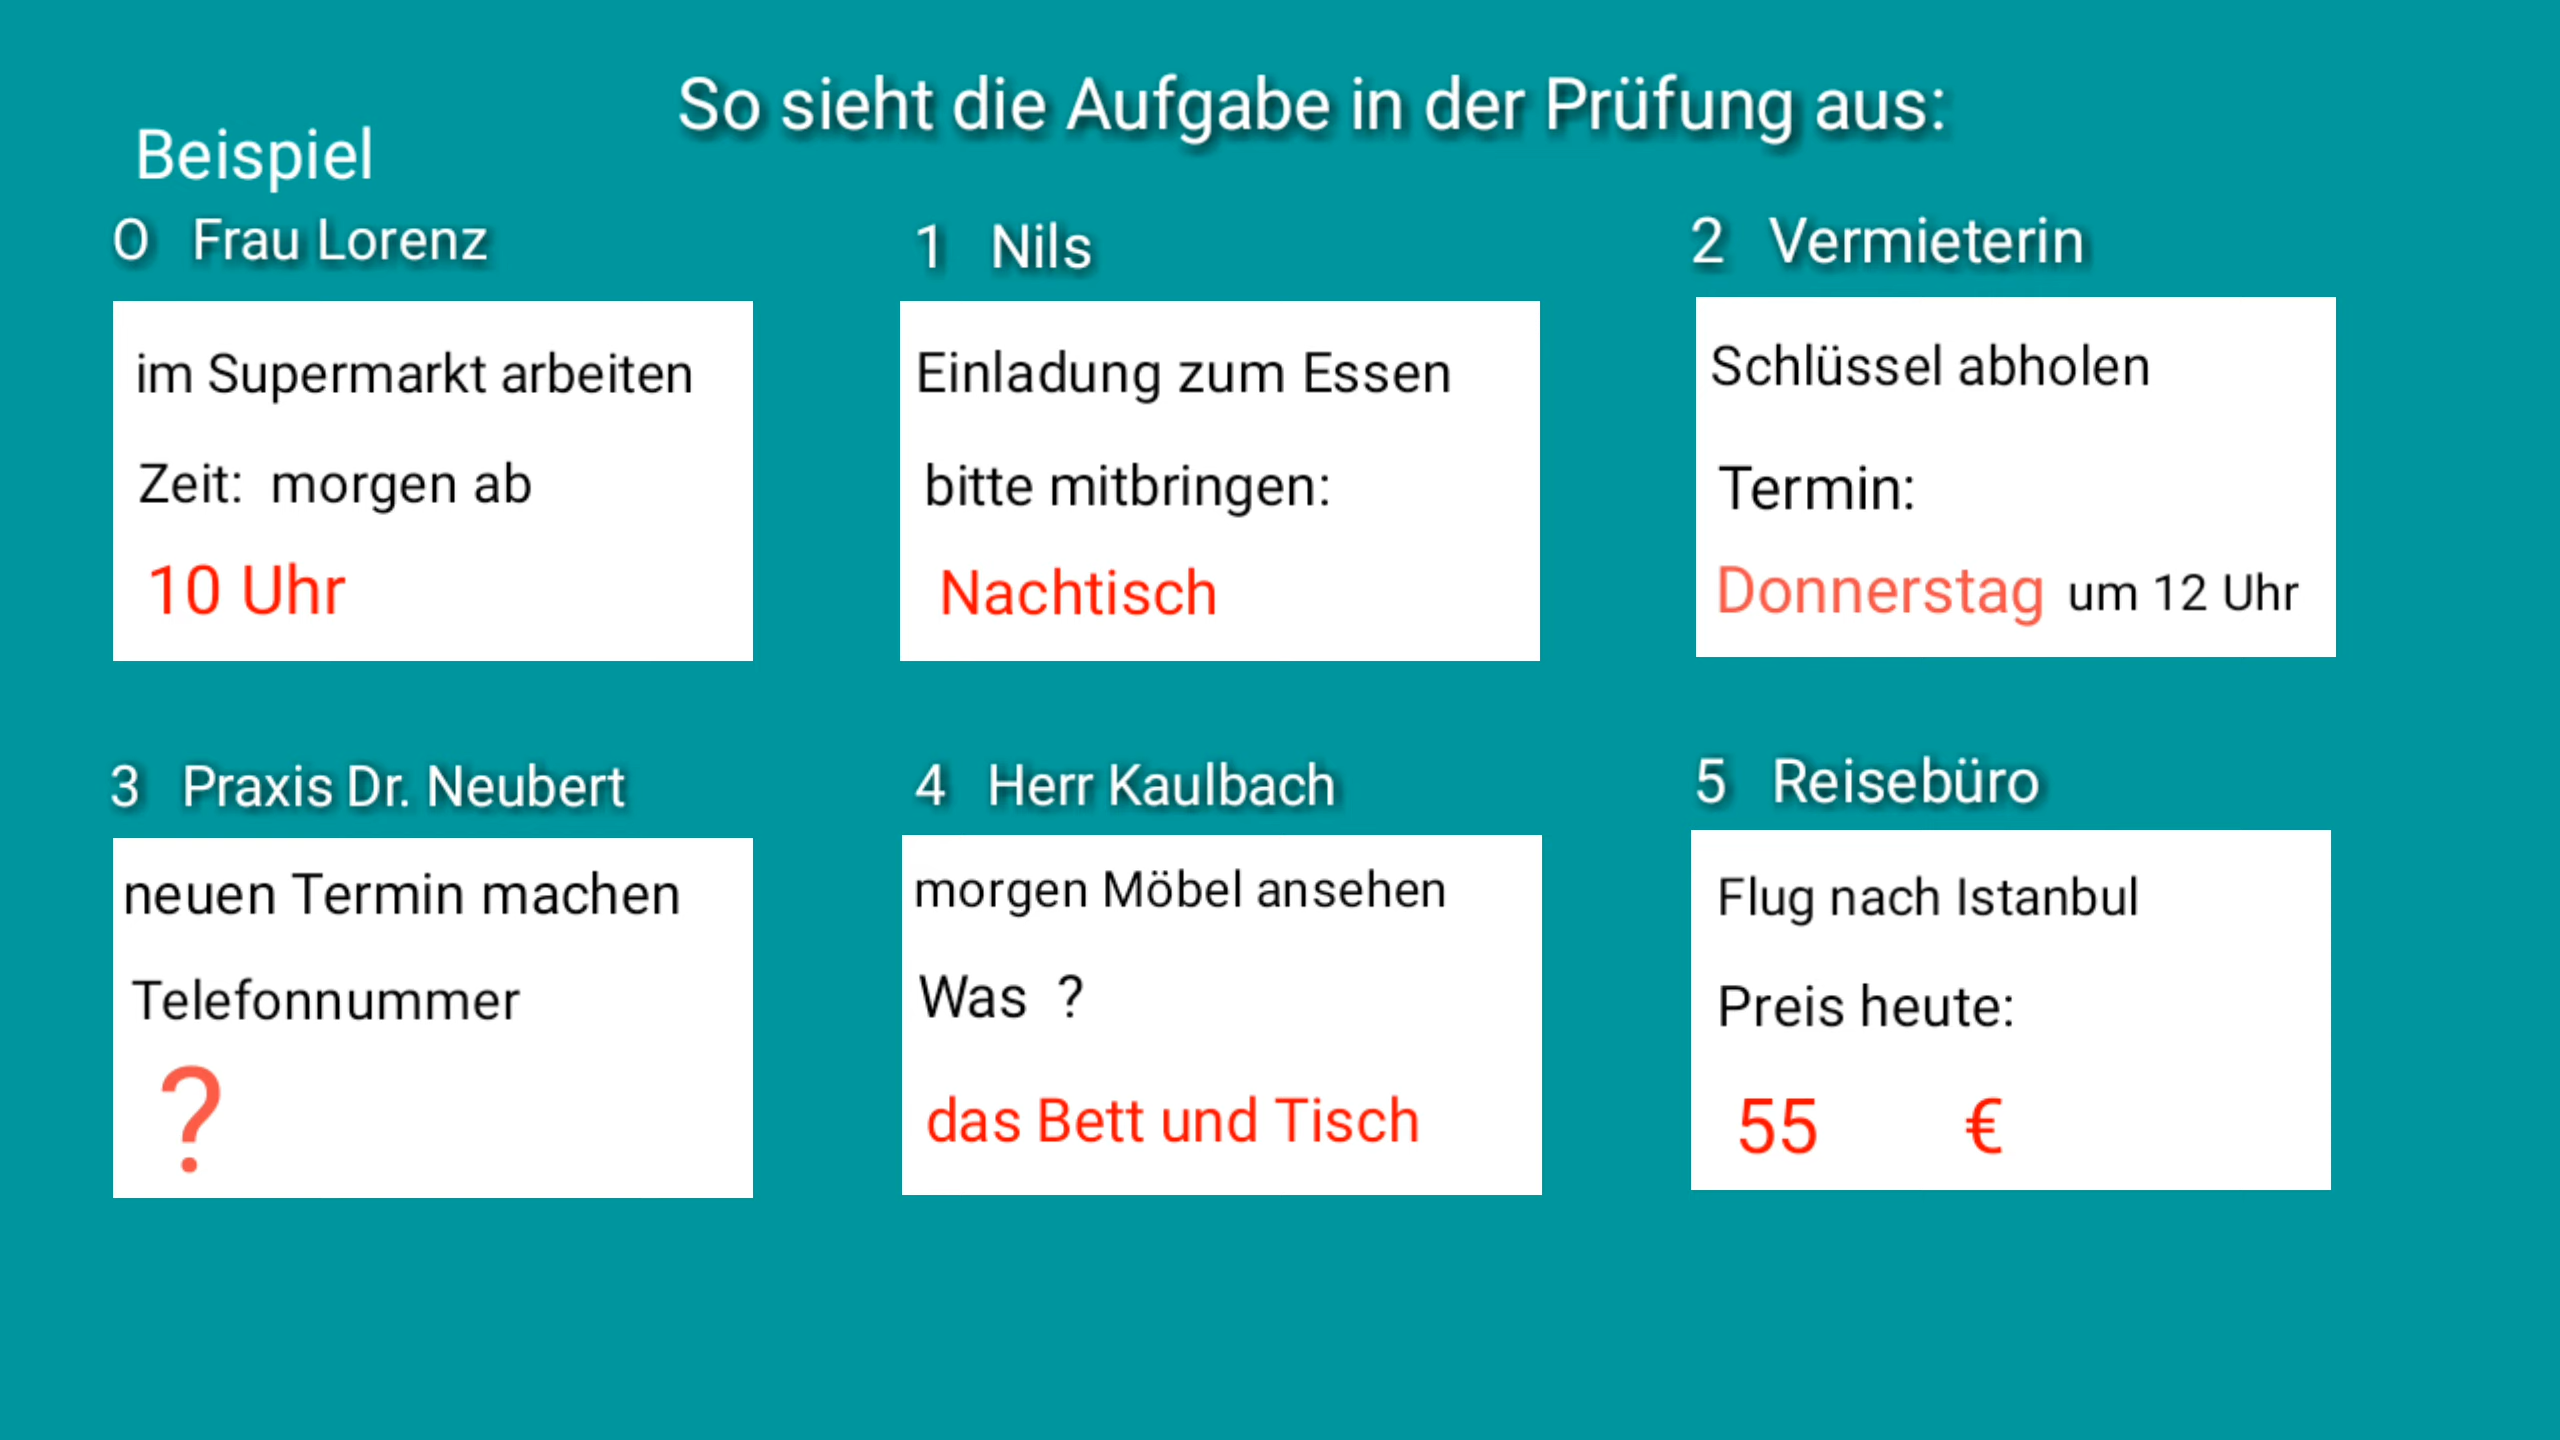 So sieht die Aufgabe in der Prüfung aus:
Beispiel
0 Frau Lorenz
im Supermarkt arbeiten
Zeit: morgen ab
10 Uhr
1 Nils
Einladung zum Essen
bitte mitbringen:
Nachtisch
2 Vermieterin
Schlüssel abholen
Termin:
Donnerstag um 12 Uhr
3 Praxis Dr. Neubert
neuen Termin machen
Telefonnummer
?
4 Herr Kaulbach
morgen Möbel ansehen
Was ?
das Bett und Tisch
5 Reisebüro
Flug nach Istanbul
Preis heute:
55 €